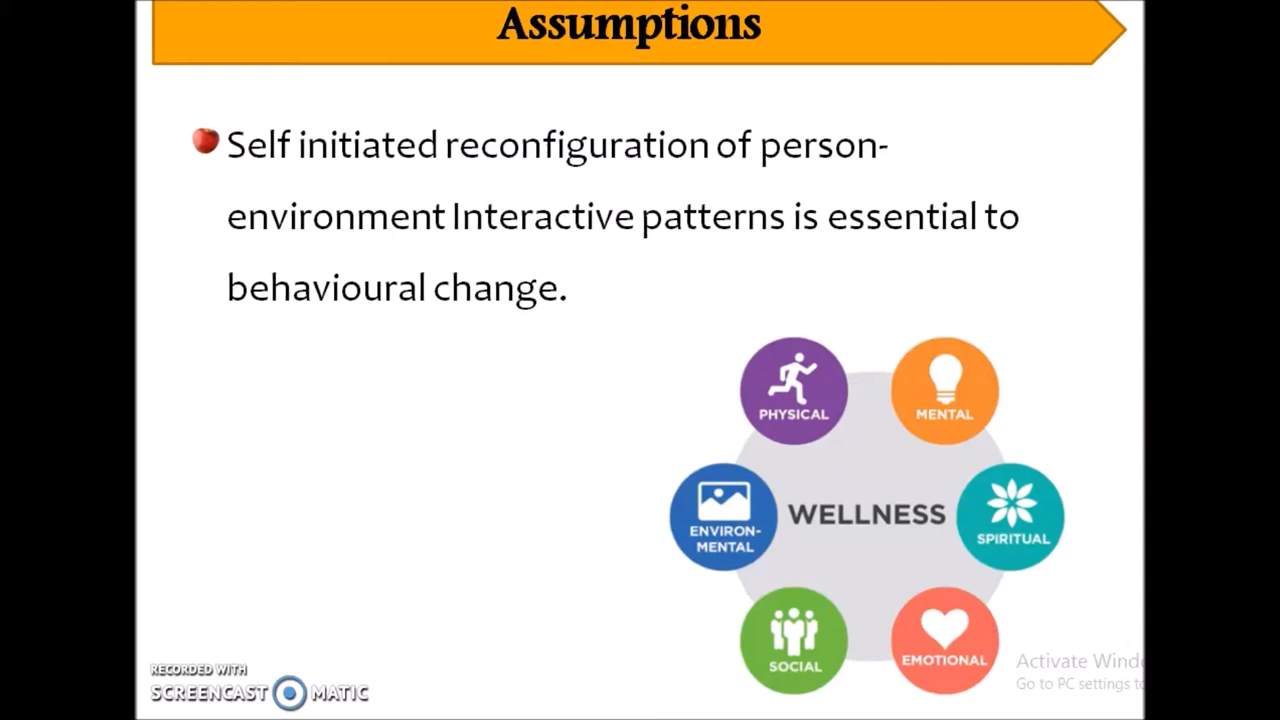 Assumptions
Self initiated reconfiguration of person-
environment Interactive patterns is essential to
behavioural change.
PHYSICAL
MENTAL
ENVIRON-
MENTAL
WELLNESS
SPIRITUAL
SOCIAL
EMOTIONAL
Activate Windo
Go to PC settings to
RECORDED WITH
SCREENCAST MATIC